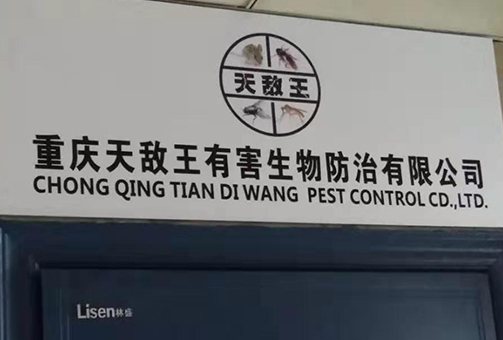 天敌王
重庆天敌王有害生物防治有限公司
CHONG QING TIAN DI WANG PEST CONTROL CD.,LTD.
Lisen林盛